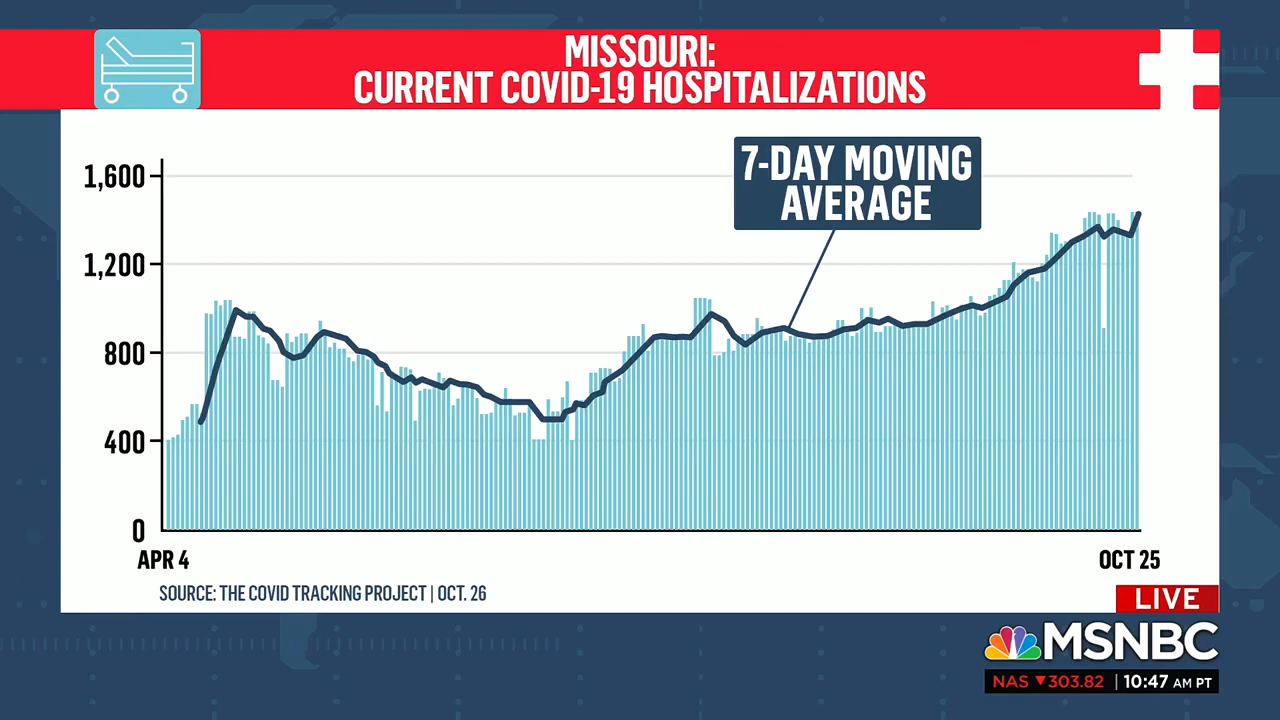 MISSOURI:
CURRENT COVID-19 HOSPITALIZATIONS
7-DAY MOVING
AVERAGE
1,600
1,200
800
400
0
APR 4
OCT 25
SOURCE: THE COVID TRACKING PROJECT | OCT. 26
LIVE
MSNBC
NAS ▼303.82 | 10:47 AM PT